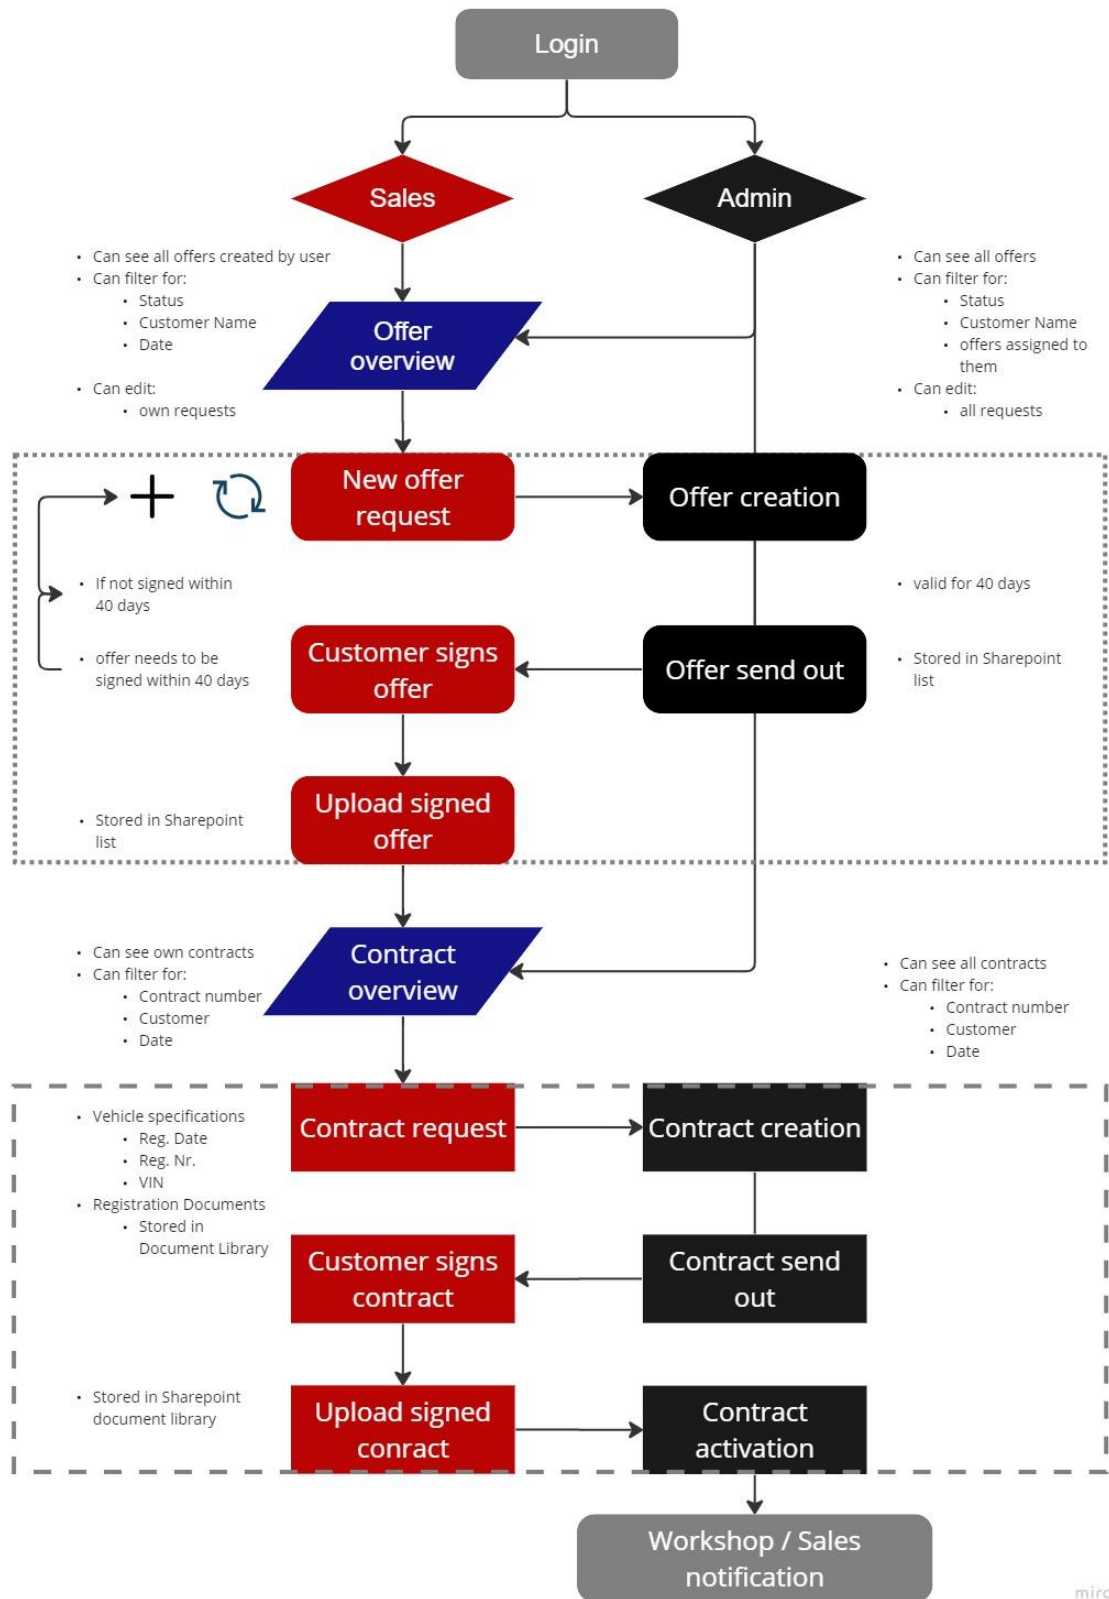 Login
Sales
Admin
• Can see all offers created by user
• Can filter for:
• Status
• Customer Name
• Date
• Can edit:
• own requests
• Can see all offers
• Can filter for:
• Status
• Customer Name
• offers assigned to
them
• Can edit:
• all requests
Offer
overview
New offer
request
Offer creation
• If not signed within
40 days
• valid for 40 days
• offer needs to be
signed within 40 days
Customer signs
offer
Offer send out
• Stored in Sharepoint
list
• Stored in Sharepoint
list
Upload signed
offer
• Can see own contracts
• Can filter for:
• Contract number
• Customer
• Date
Contract
overview
• Can see all contracts
• Can filter for:
• Contract number
• Customer
• Date
• Vehicle specifications
• Reg. Date
• Reg. Nr.
• VIN
• Registration Documents
• Stored in
Document Library
Contract request
Contract creation
Customer signs
contract
Contract send
out
• Stored in Sharepoint
document library
Upload signed
conract
Contract
activation
Workshop / Sales
notification
miro